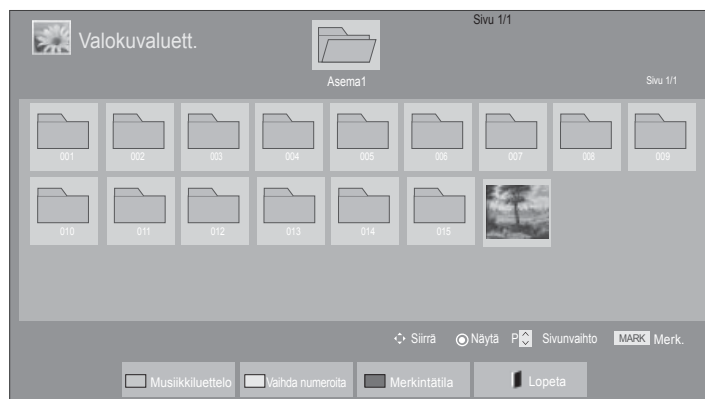 Sivu 1/1
Valokuvaluett.
Asema1
Sivu 1/1
001 002 003 004 005 006 007 008 009
010 011 012 013 014 015
Siirrä Näytä P Sivunvaihto MARK Merk.
Musiikkiluettelo Vaihda numeroita Merkintätila Lopeta